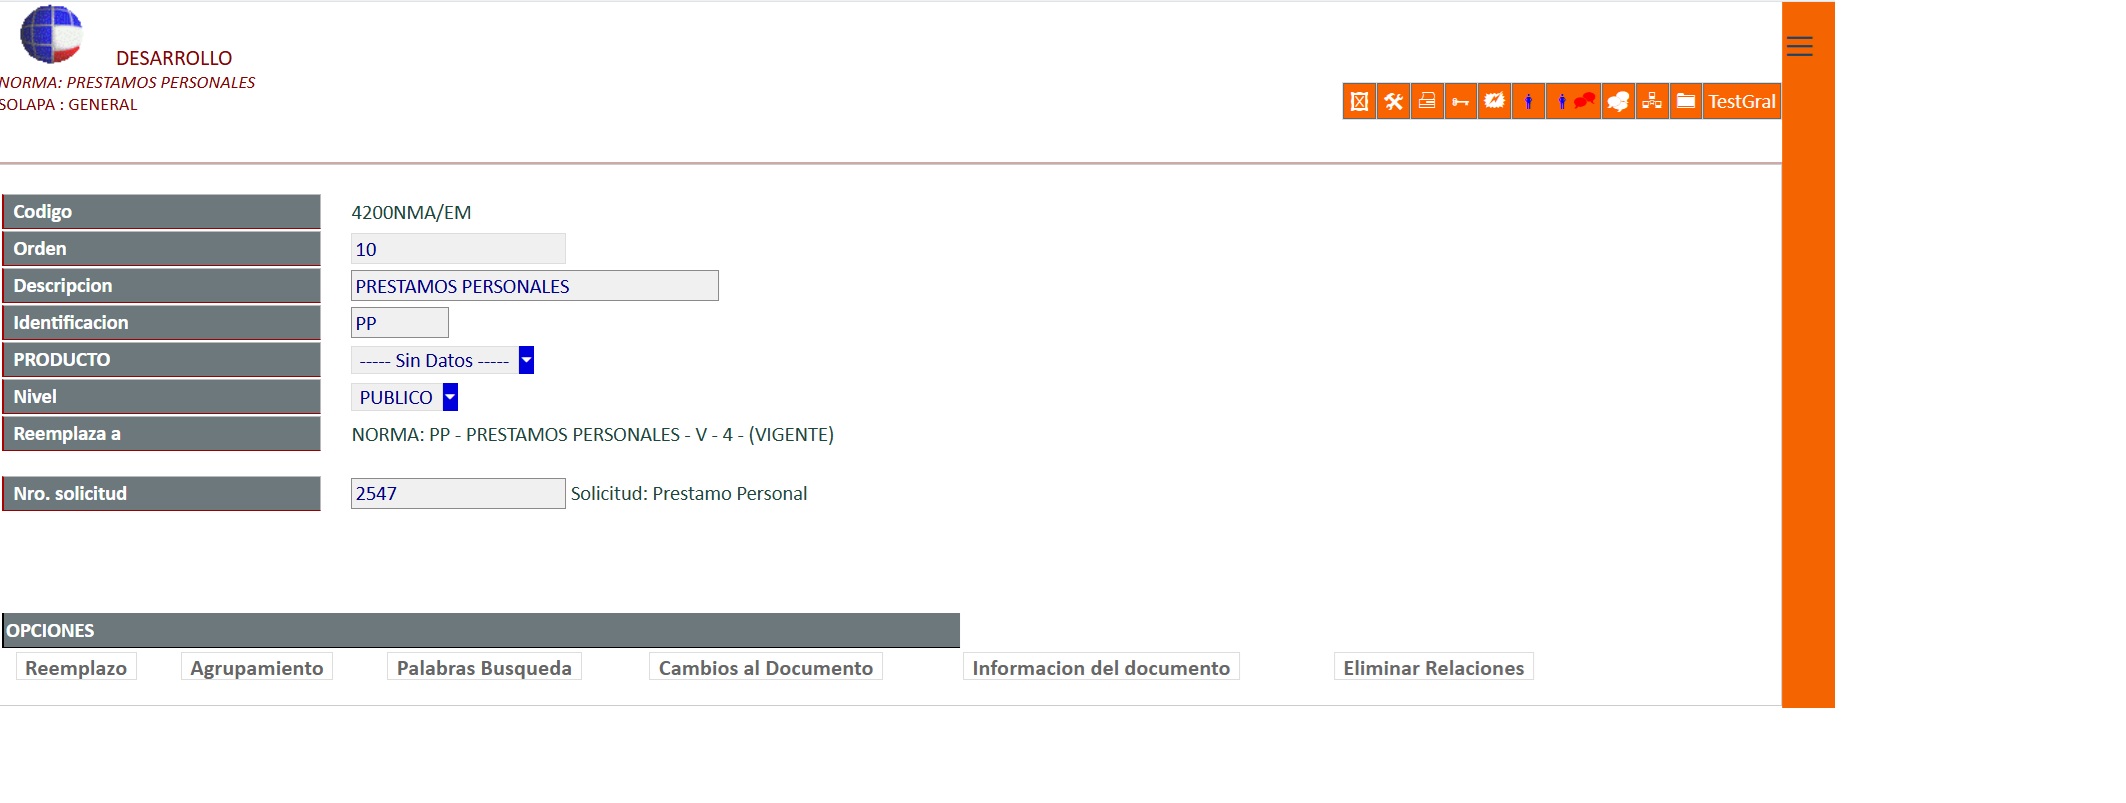 DESARROLLO
NORMA: PRESTAMOS PERSONALES
SOLAPA : GENERAL
TestGral
Codigo 4200NMA/EM
Orden 10
Descripcion PRESTAMOS PERSONALES
Identificacion PP
PRODUCTO ----- Sin Datos -----
Nivel PUBLICO
Reemplaza a NORMA: PP - PRESTAMOS PERSONALES - V - 4 - (VIGENTE)
Nro. solicitud 2547 Solicitud: Prestamo Personal
OPCIONES
Reemplazo Agrupamiento Palabras Busqueda Cambios al Documento Informacion del documento Eliminar Relaciones